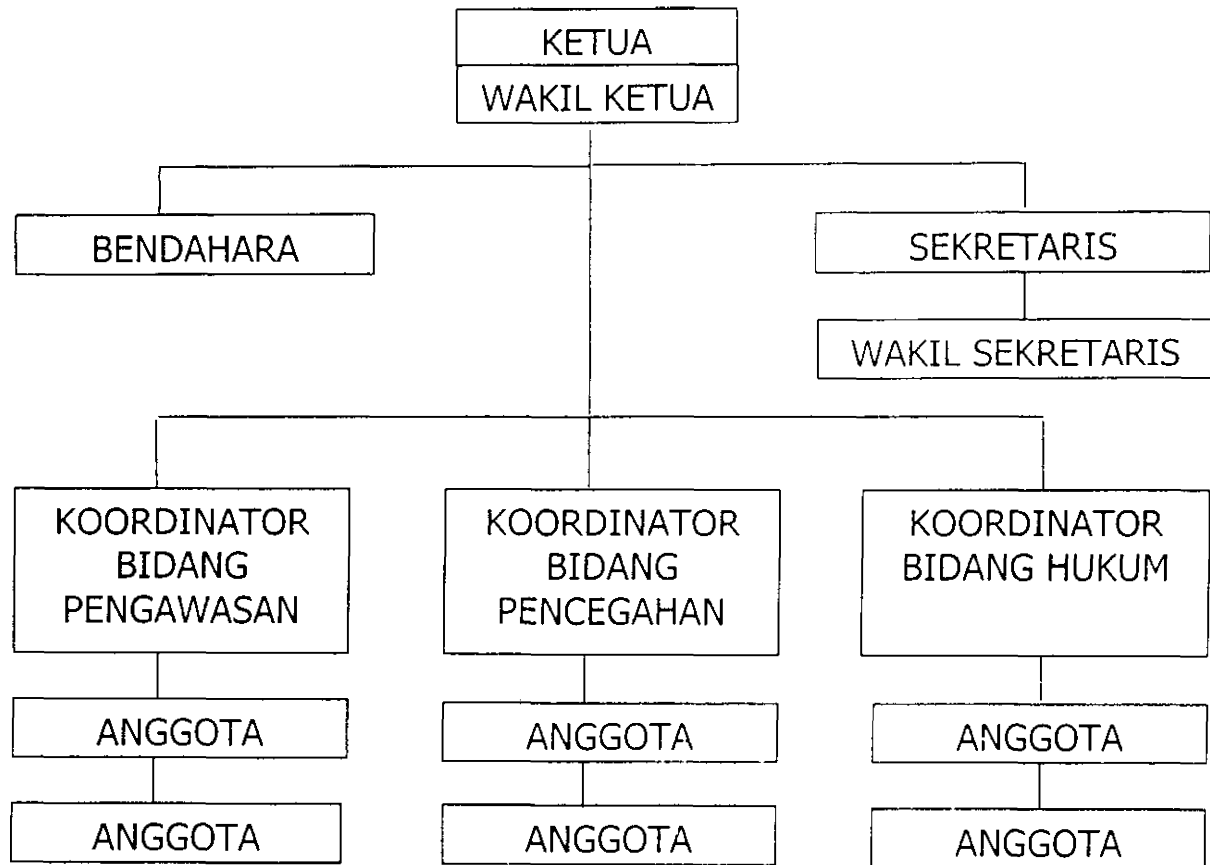 KETUA
WAKIL KETUA
BENDAHARA
SEKRETARIS
WAKIL SEKRETARIS
KOORDINATOR
BIDANG
PENGAWASAN
KOORDINATOR
BIDANG
PENCEGAHAN
KOORDINATOR
BIDANG HUKUM
ANGGOTA
ANGGOTA
ANGGOTA
ANGGOTA
ANGGOTA
ANGGOTA